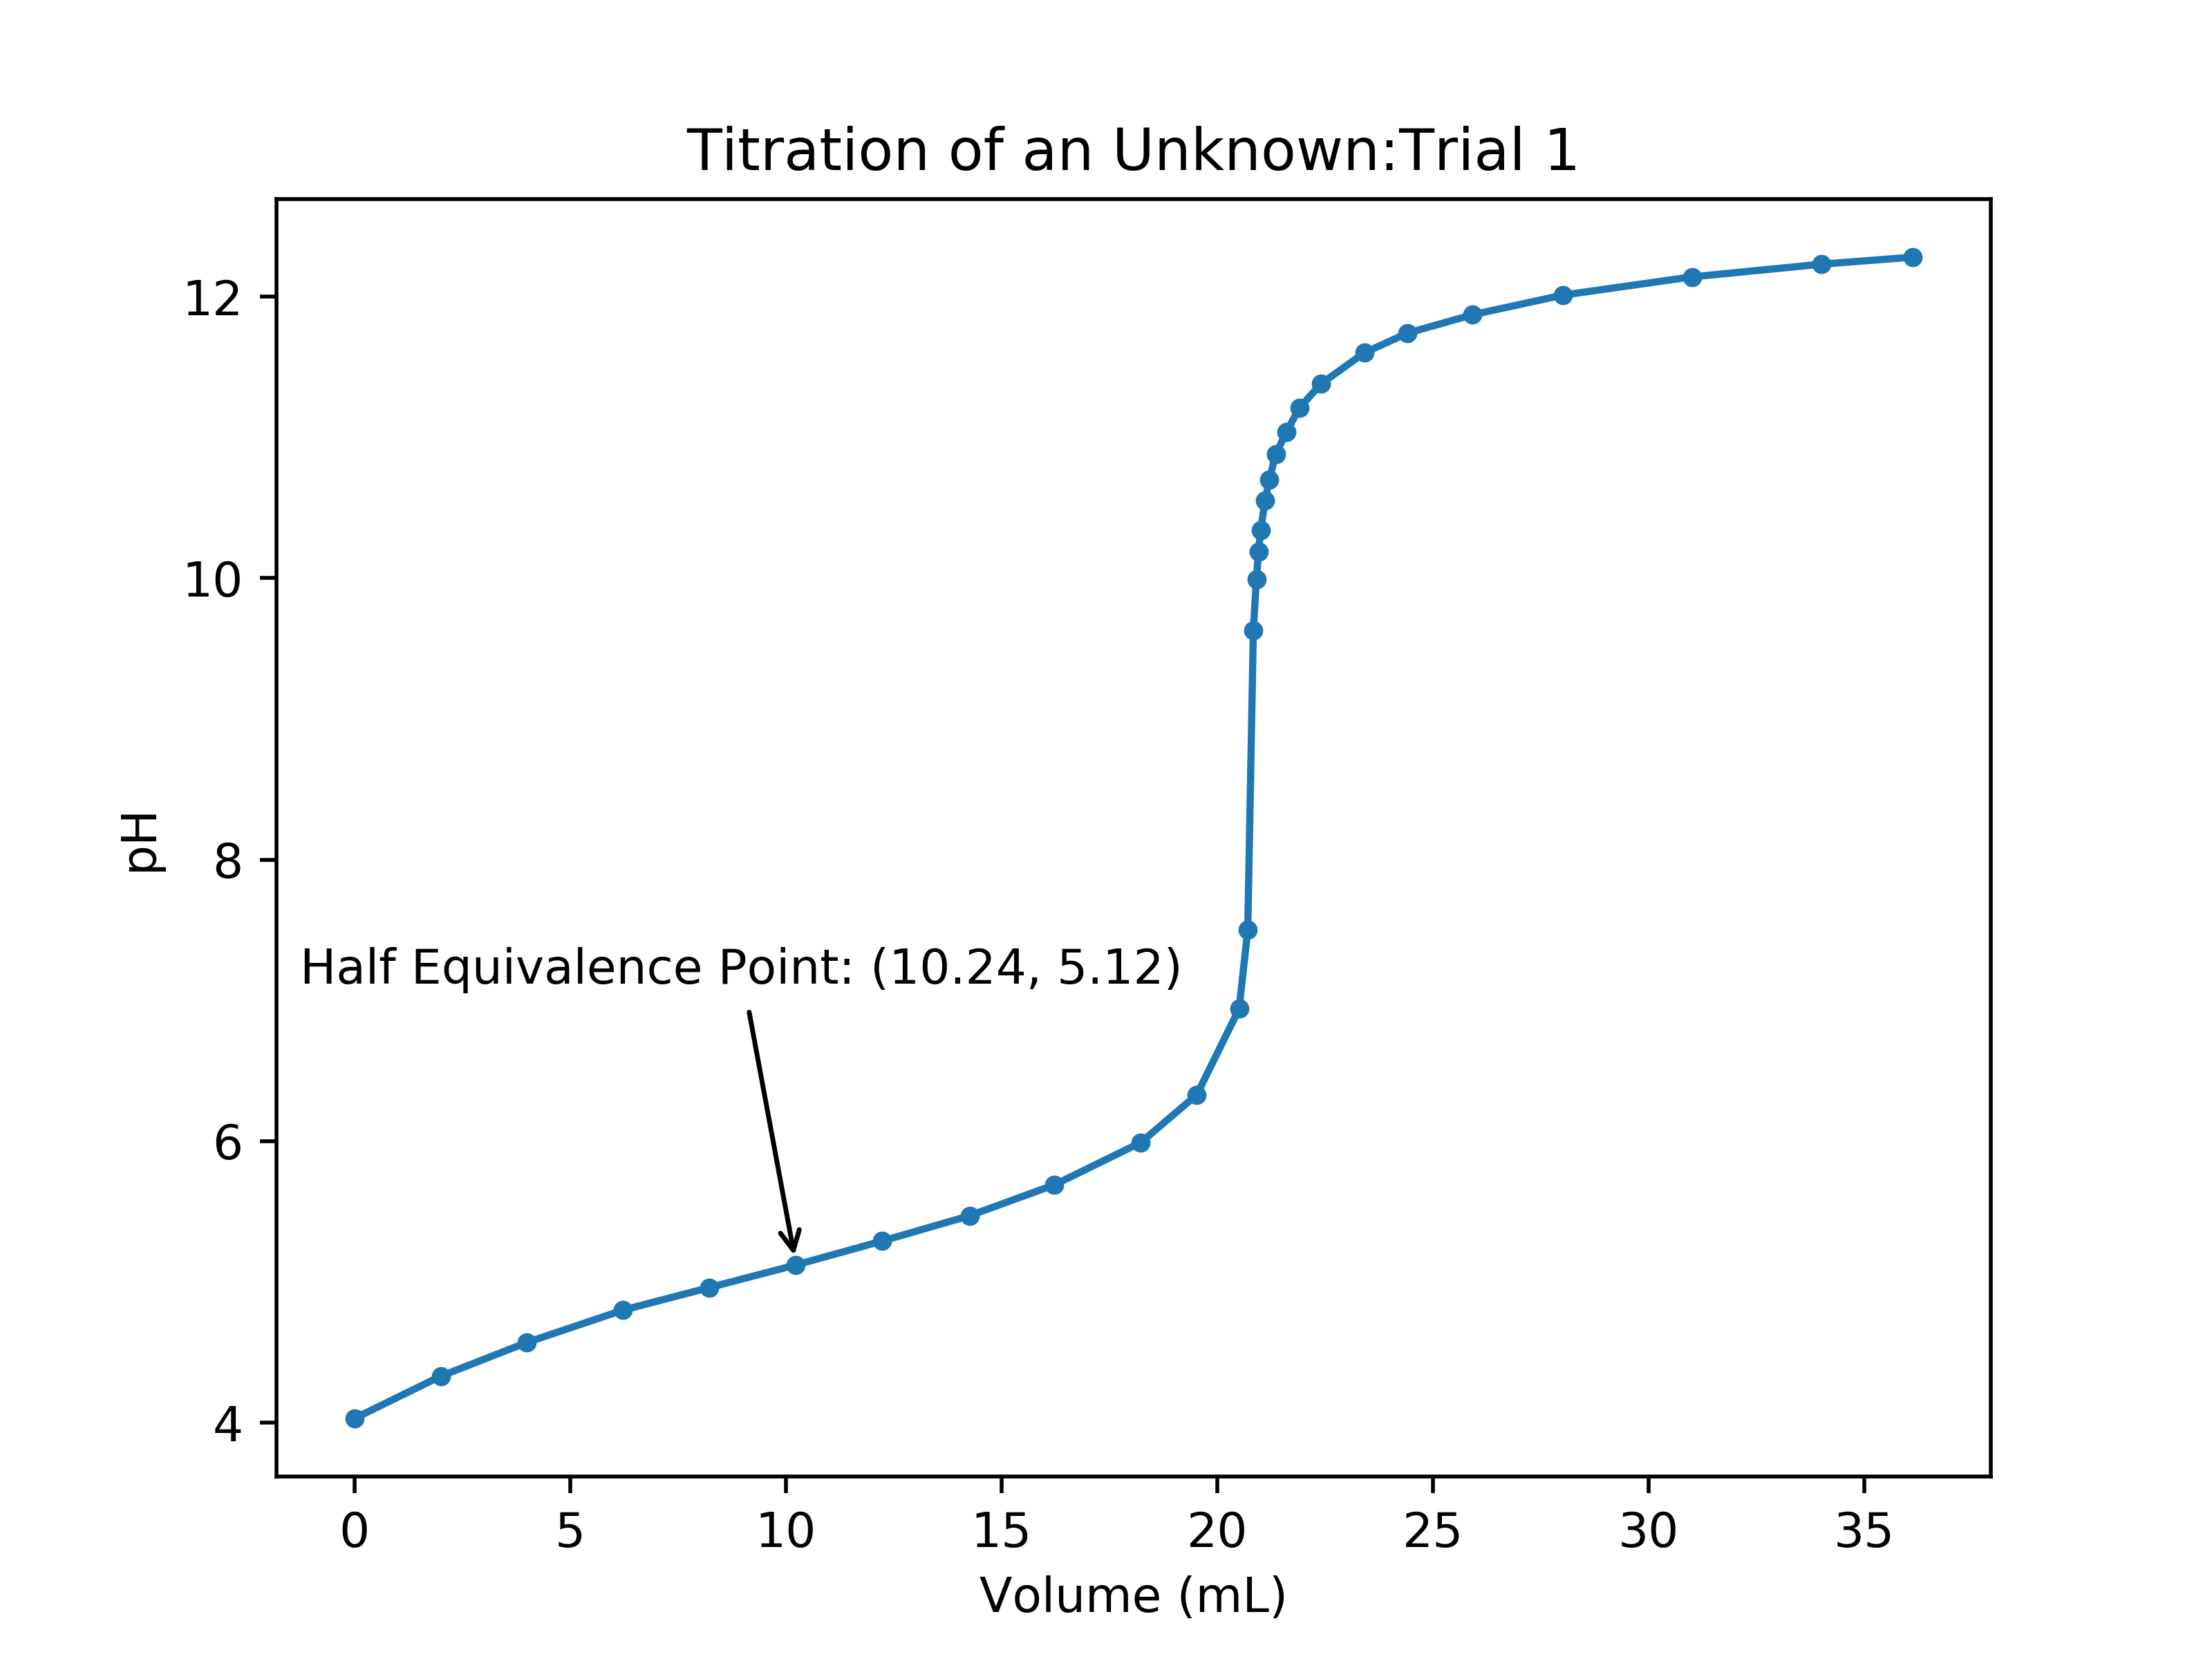 Titration of an Unknown:Trial 1
12
10
8
6
4
pH
Half Equivalence Point: (10.24, 5.12)
0 5 10 15 20 25 30 35
Volume (mL)